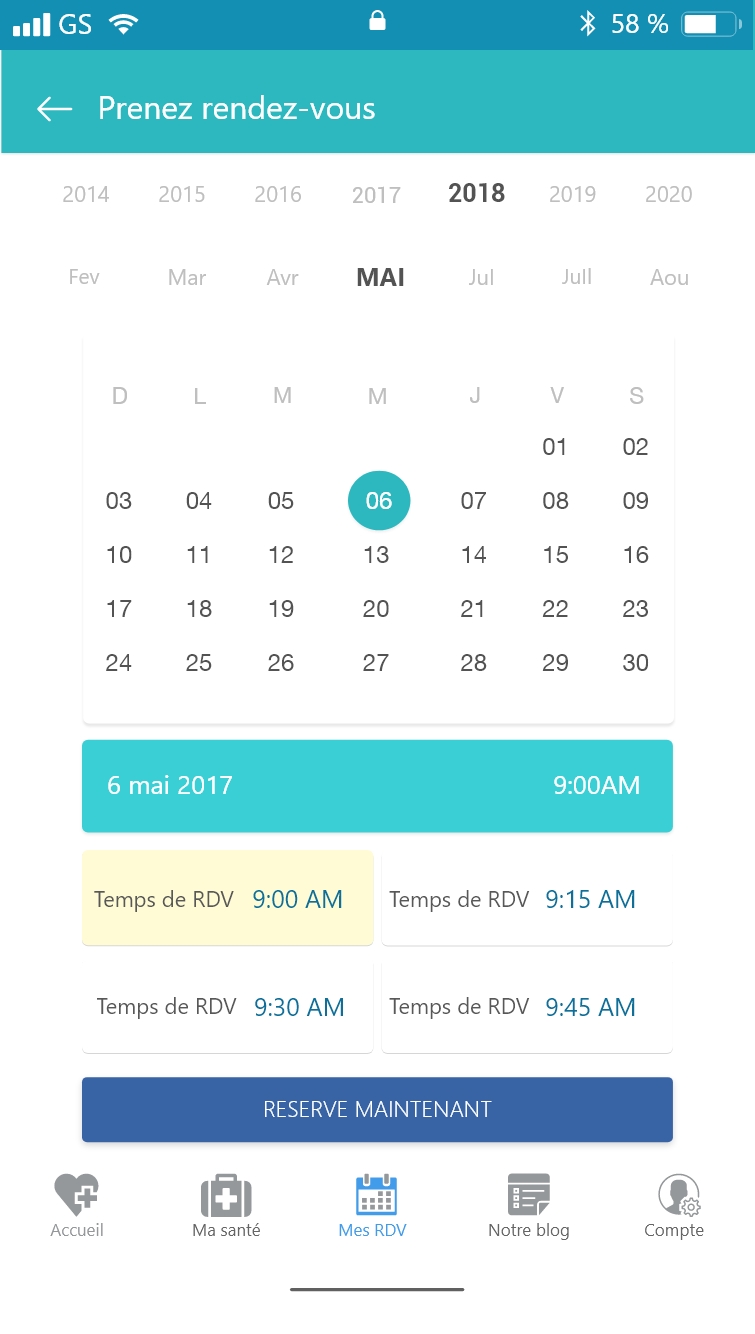 GS 58 %
Prenez rendez-vous
2014 2015 2016 2017 2018 2019 2020
Fev Mar Avr MAI Jul Jull Aou
D L M M J V S
01 02
03 04 05 06 07 08 09
10 11 12 13 14 15 16
17 18 19 20 21 22 23
24 25 26 27 28 29 30
6 mai 2017 9:00AM
Temps de RDV 9:00 AM Temps de RDV 9:15 AM
Temps de RDV 9:30 AM Temps de RDV 9:45 AM
RESERVE MAINTENANT
Accueil Ma santé Mes RDV Notre blog Compte